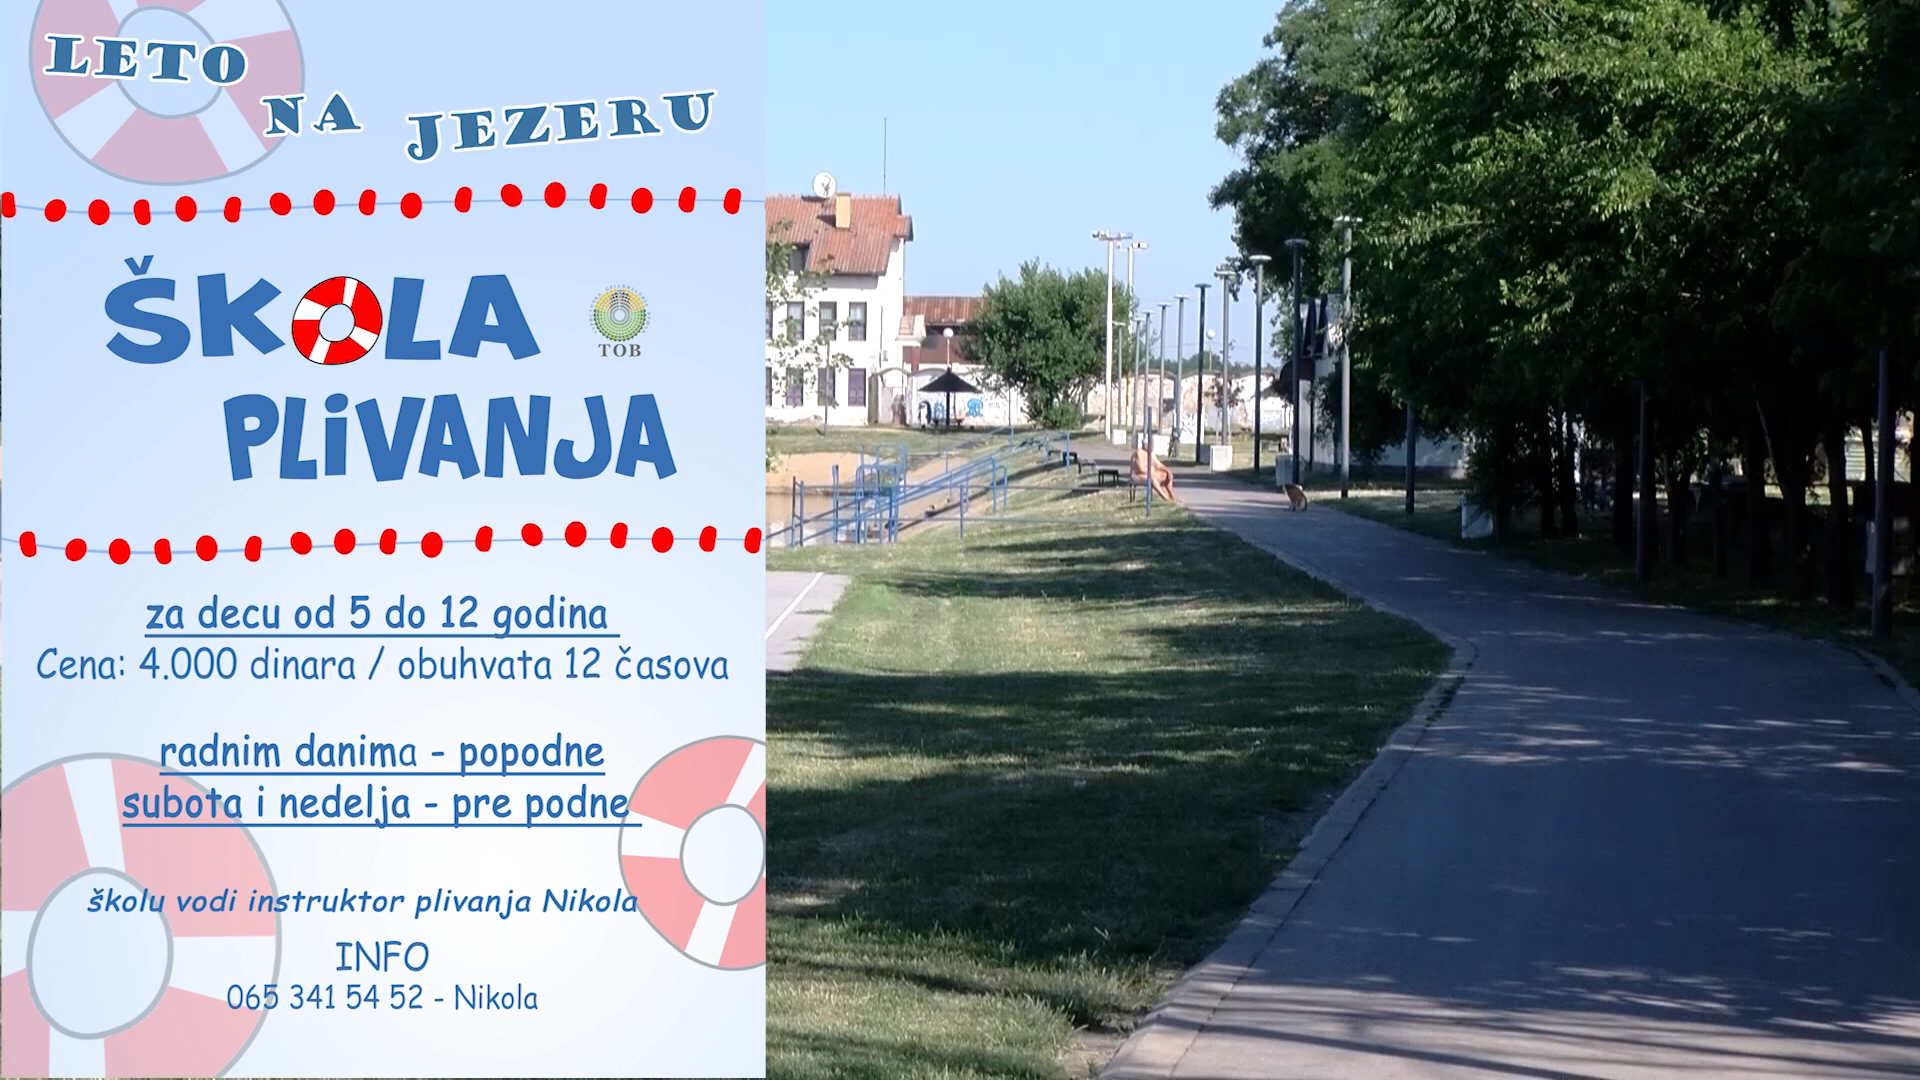 LETO
NA JEZERU
ŠKOLA
TOB
PLiVANJA
za decu od 5 do 12 godina
Cena: 4.000 dinara / obuhvata 12 časova
radnim danima - popodne
subota i nedelja - pre podne
školu vodi instruktor plivanja Nikola
INFO
065 341 54 52 - Nikola